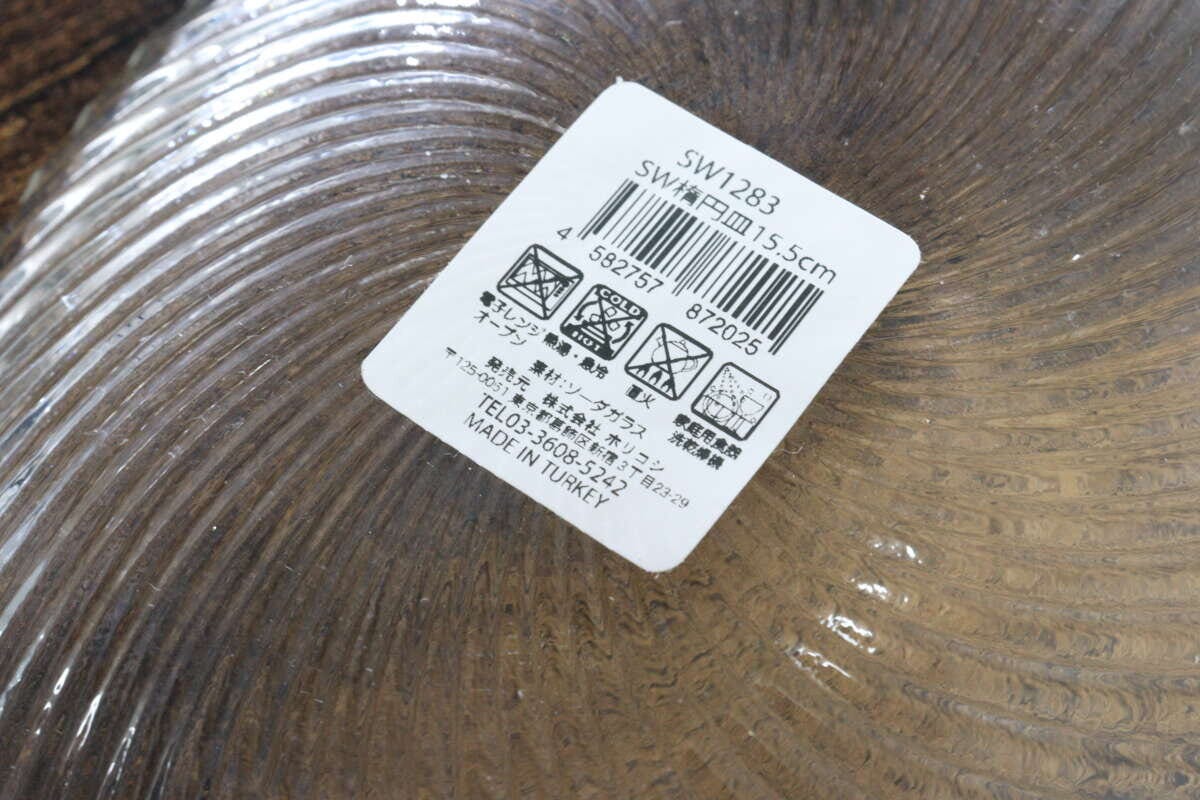 SW1283
SW楕円皿15.5cm
4 582757 872025
COLD
HOT
電子レンジ
オーブン
熱湯・急冷
直火
家庭用食器
洗乾燥機
素材:ソーダガラス
発売元 株式会社 ホリコシ
〒125-0051 東京都葛飾区新宿3丁目23-29
TEL03-3608-5242
MADE IN TURKEY